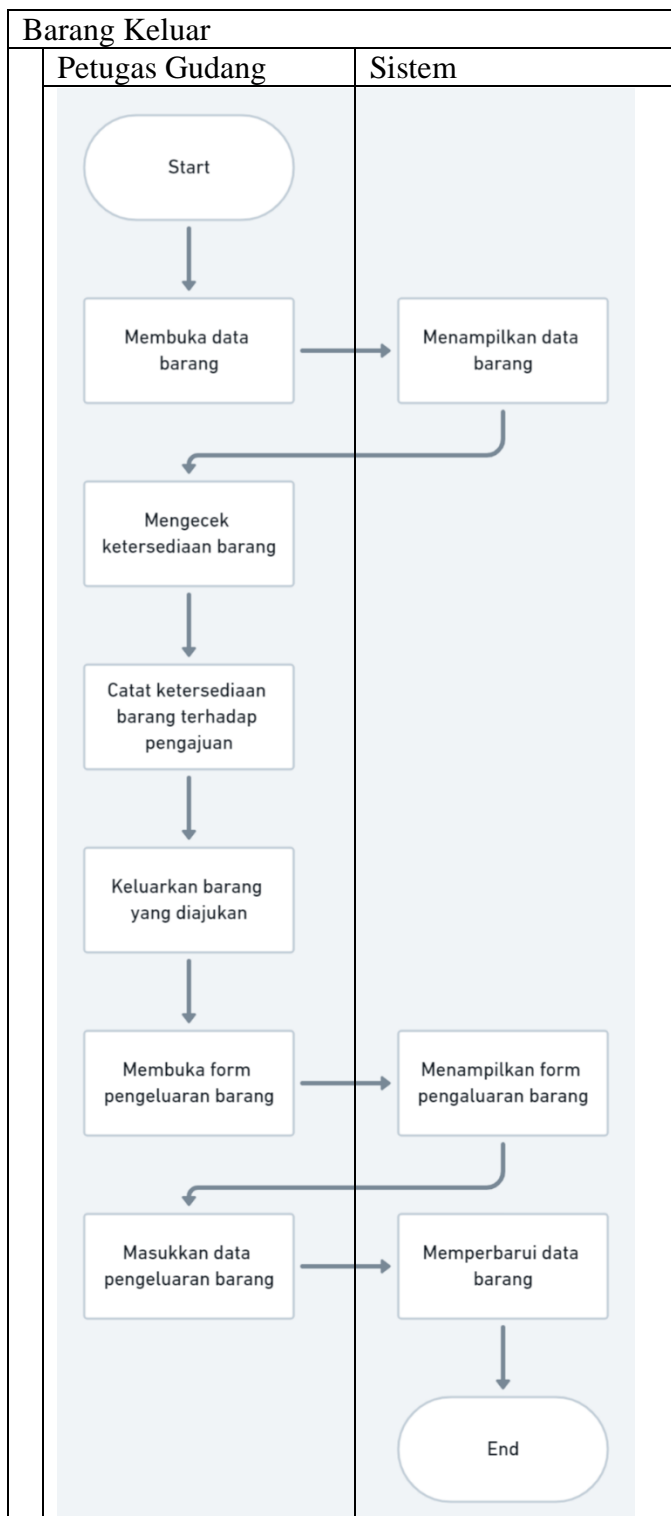 Barang Keluar
Petugas Gudang
Sistem
Start
Membuka data
barang
Menampilkan data
barang
Mengecek
ketersediaan barang
Catat ketersediaan
barang terhadap
pengajuan
Keluarkan barang
yang diajukan
Membuka form
pengeluaran barang
Menampilkan form
pengaluaran barang
Masukkan data
pengeluaran barang
Memperbarui data
barang
End